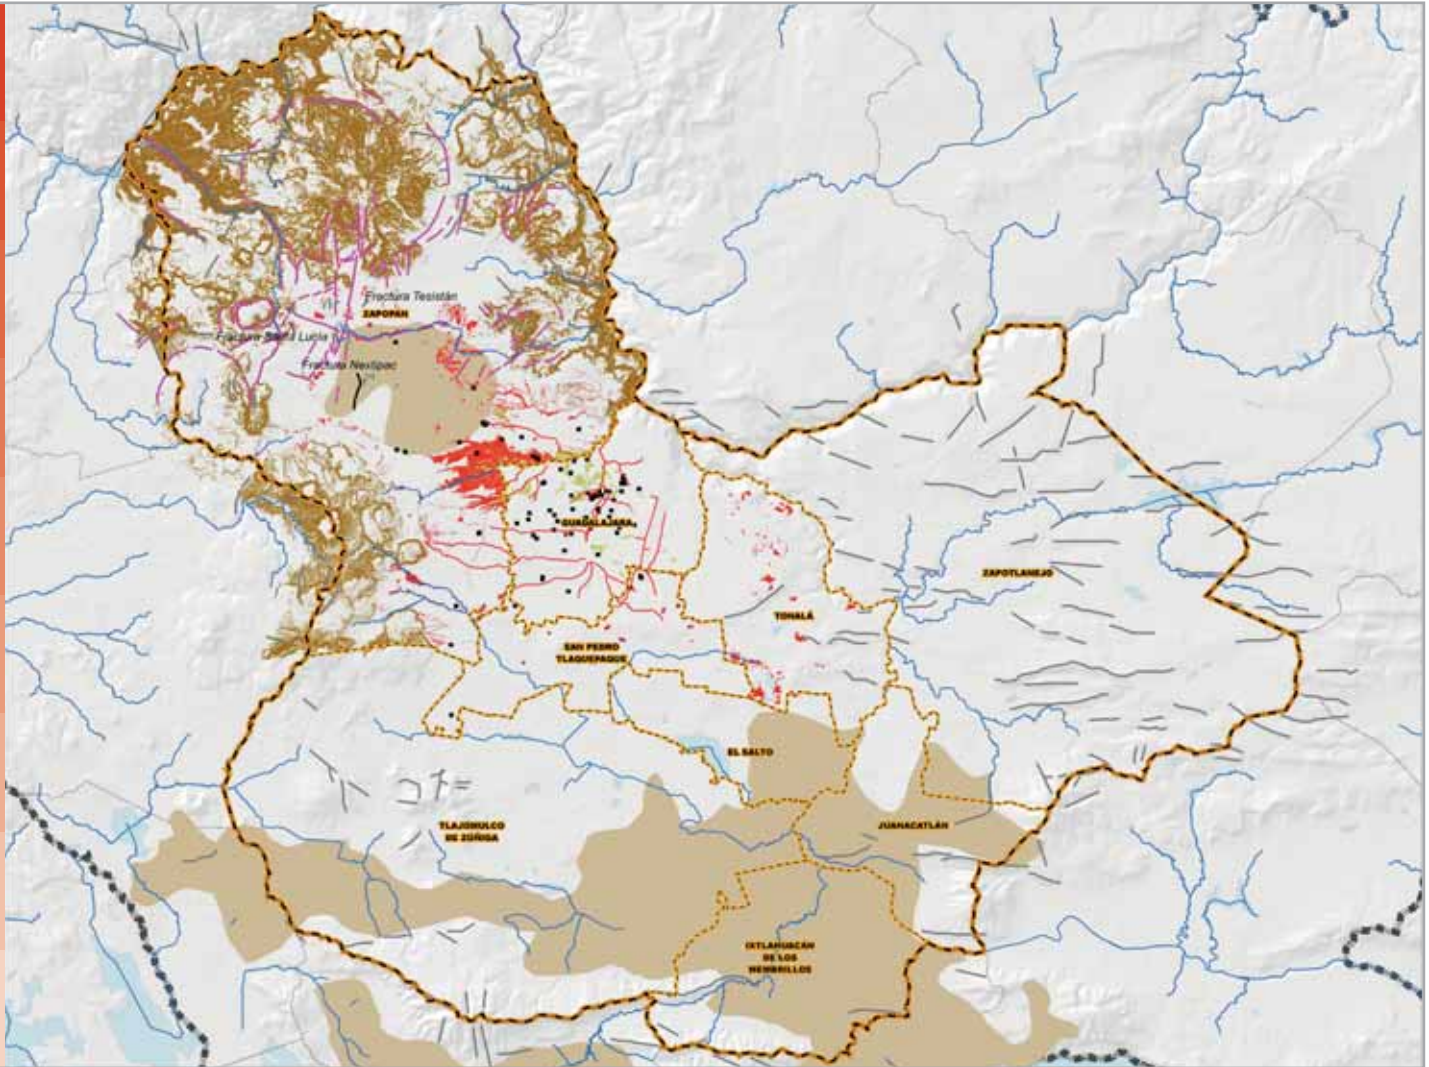 Fractura Tesistán
ZAPOPAN
Fractura Santa Lucía
Fractura Nextipac
GUADALAJARA
ZAPOTLANEJO
TONALÁ
SAN PEDRO
TLAQUEPAQUE
EL SALTO
TLAJOMULCO
DE ZÚÑIGA
JUANACATLÁN
IXTLAHUACÁN
DE LOS
MEMBRILLOS